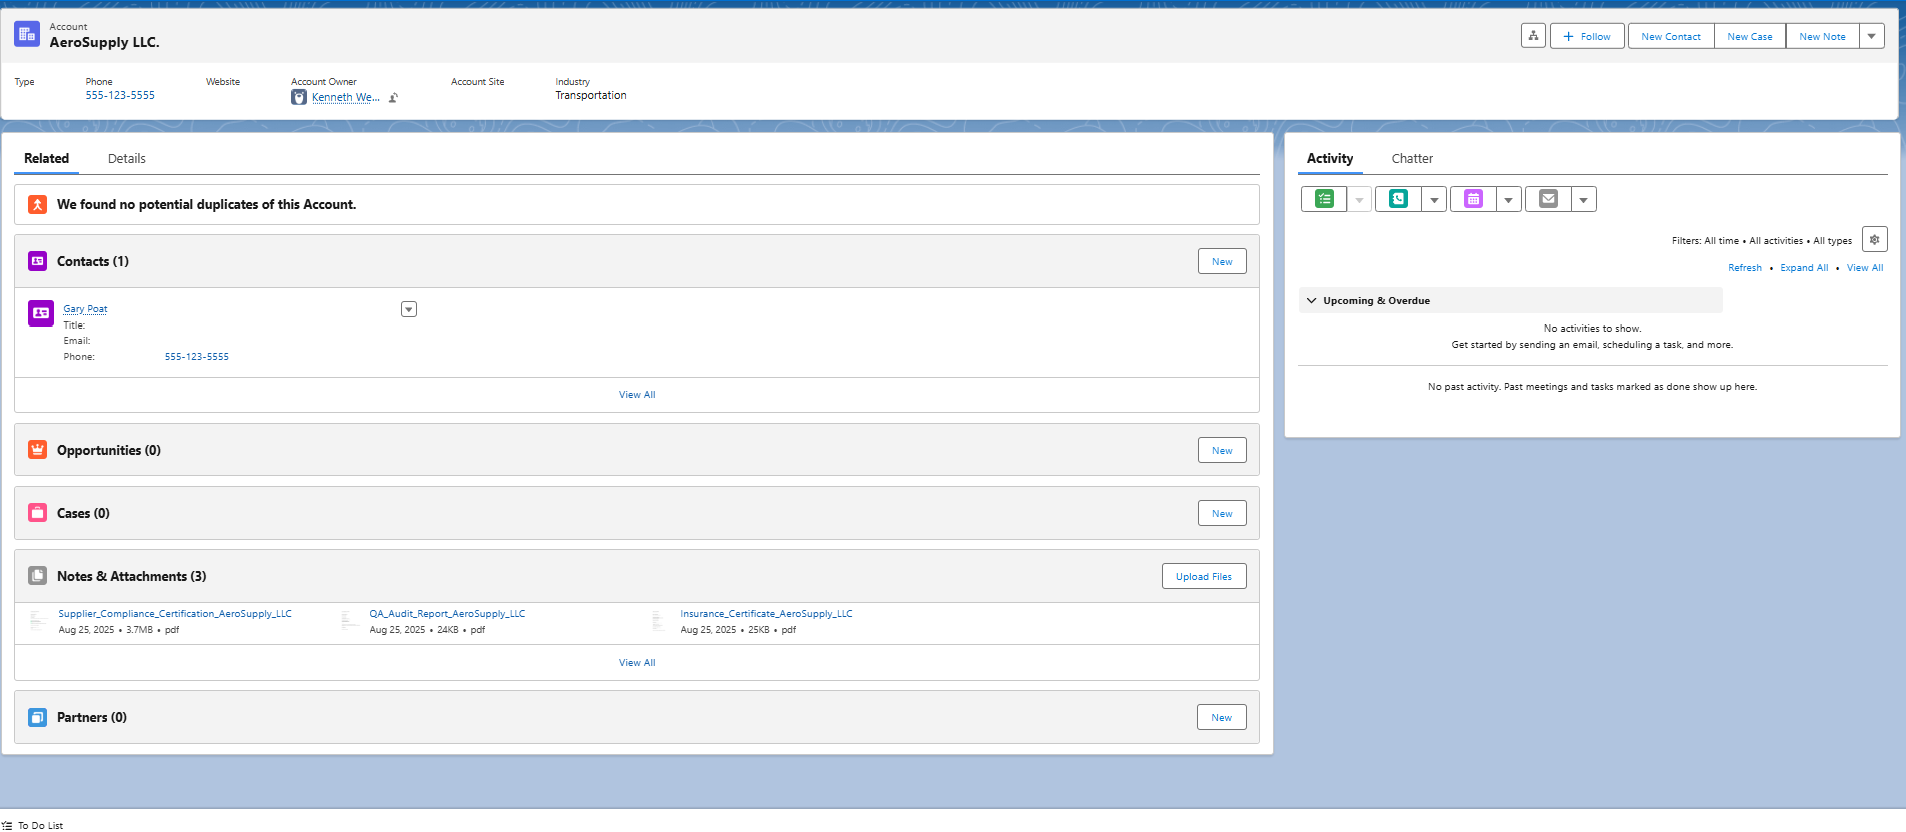 Account
AeroSupply LLC.
Follow
New Contact
New Case
New Note
Type
Phone
Website
Account Owner
Account Site
Industry
555-123-5555
Kenneth We...
Transportation
Related
Details
We found no potential duplicates of this Account.
Contacts (1)
New
Gary Poat
Title:
Email:
Phone:
555-123-5555
View All
Opportunities (0)
New
Cases (0)
New
Notes & Attachments (3)
Upload Files
Supplier_Compliance_Certification_AeroSupply_LLC
Aug 25, 2025 • 3.7MB • pdf
QA_Audit_Report_AeroSupply_LLC
Aug 25, 2025 • 24KB • pdf
Insurance_Certificate_AeroSupply_LLC
Aug 25, 2025 • 25KB • pdf
View All
Partners (0)
New
Activity
Chatter
Filters: All time • All activities • All types
Refresh • Expand All • View All
Upcoming & Overdue
No activities to show.
Get started by sending an email, scheduling a task, and more.
No past activity. Past meetings and tasks marked as done show up here.
To Do List